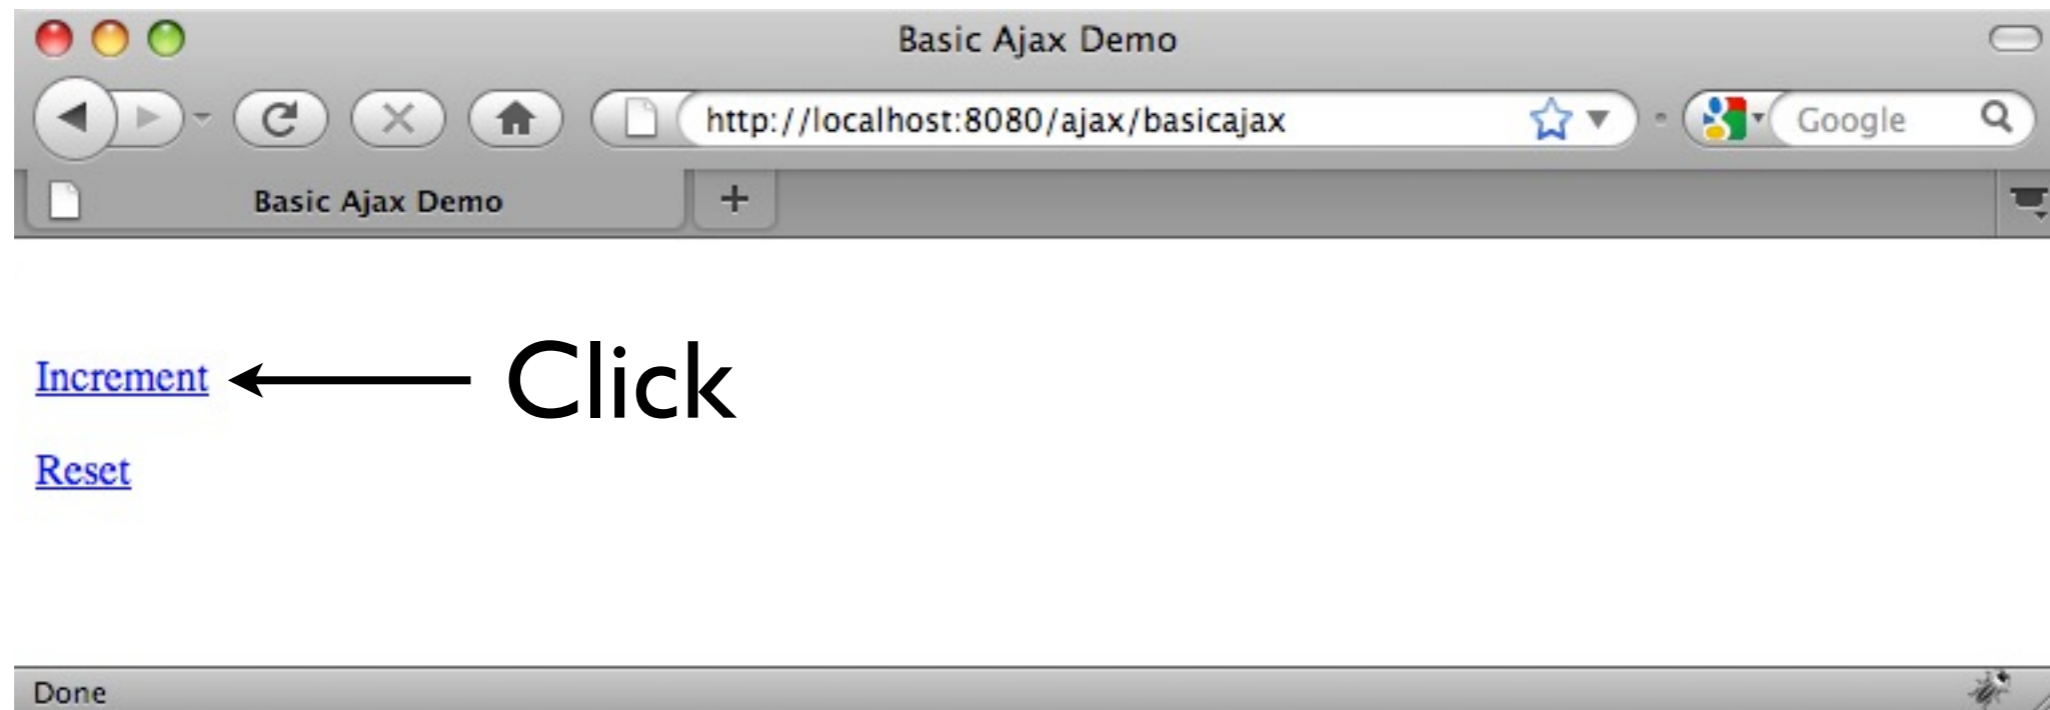 Basic Ajax Demo
http://localhost:8080/ajax/basicajax
Google
Basic Ajax Demo
Increment
Click
Reset
Done